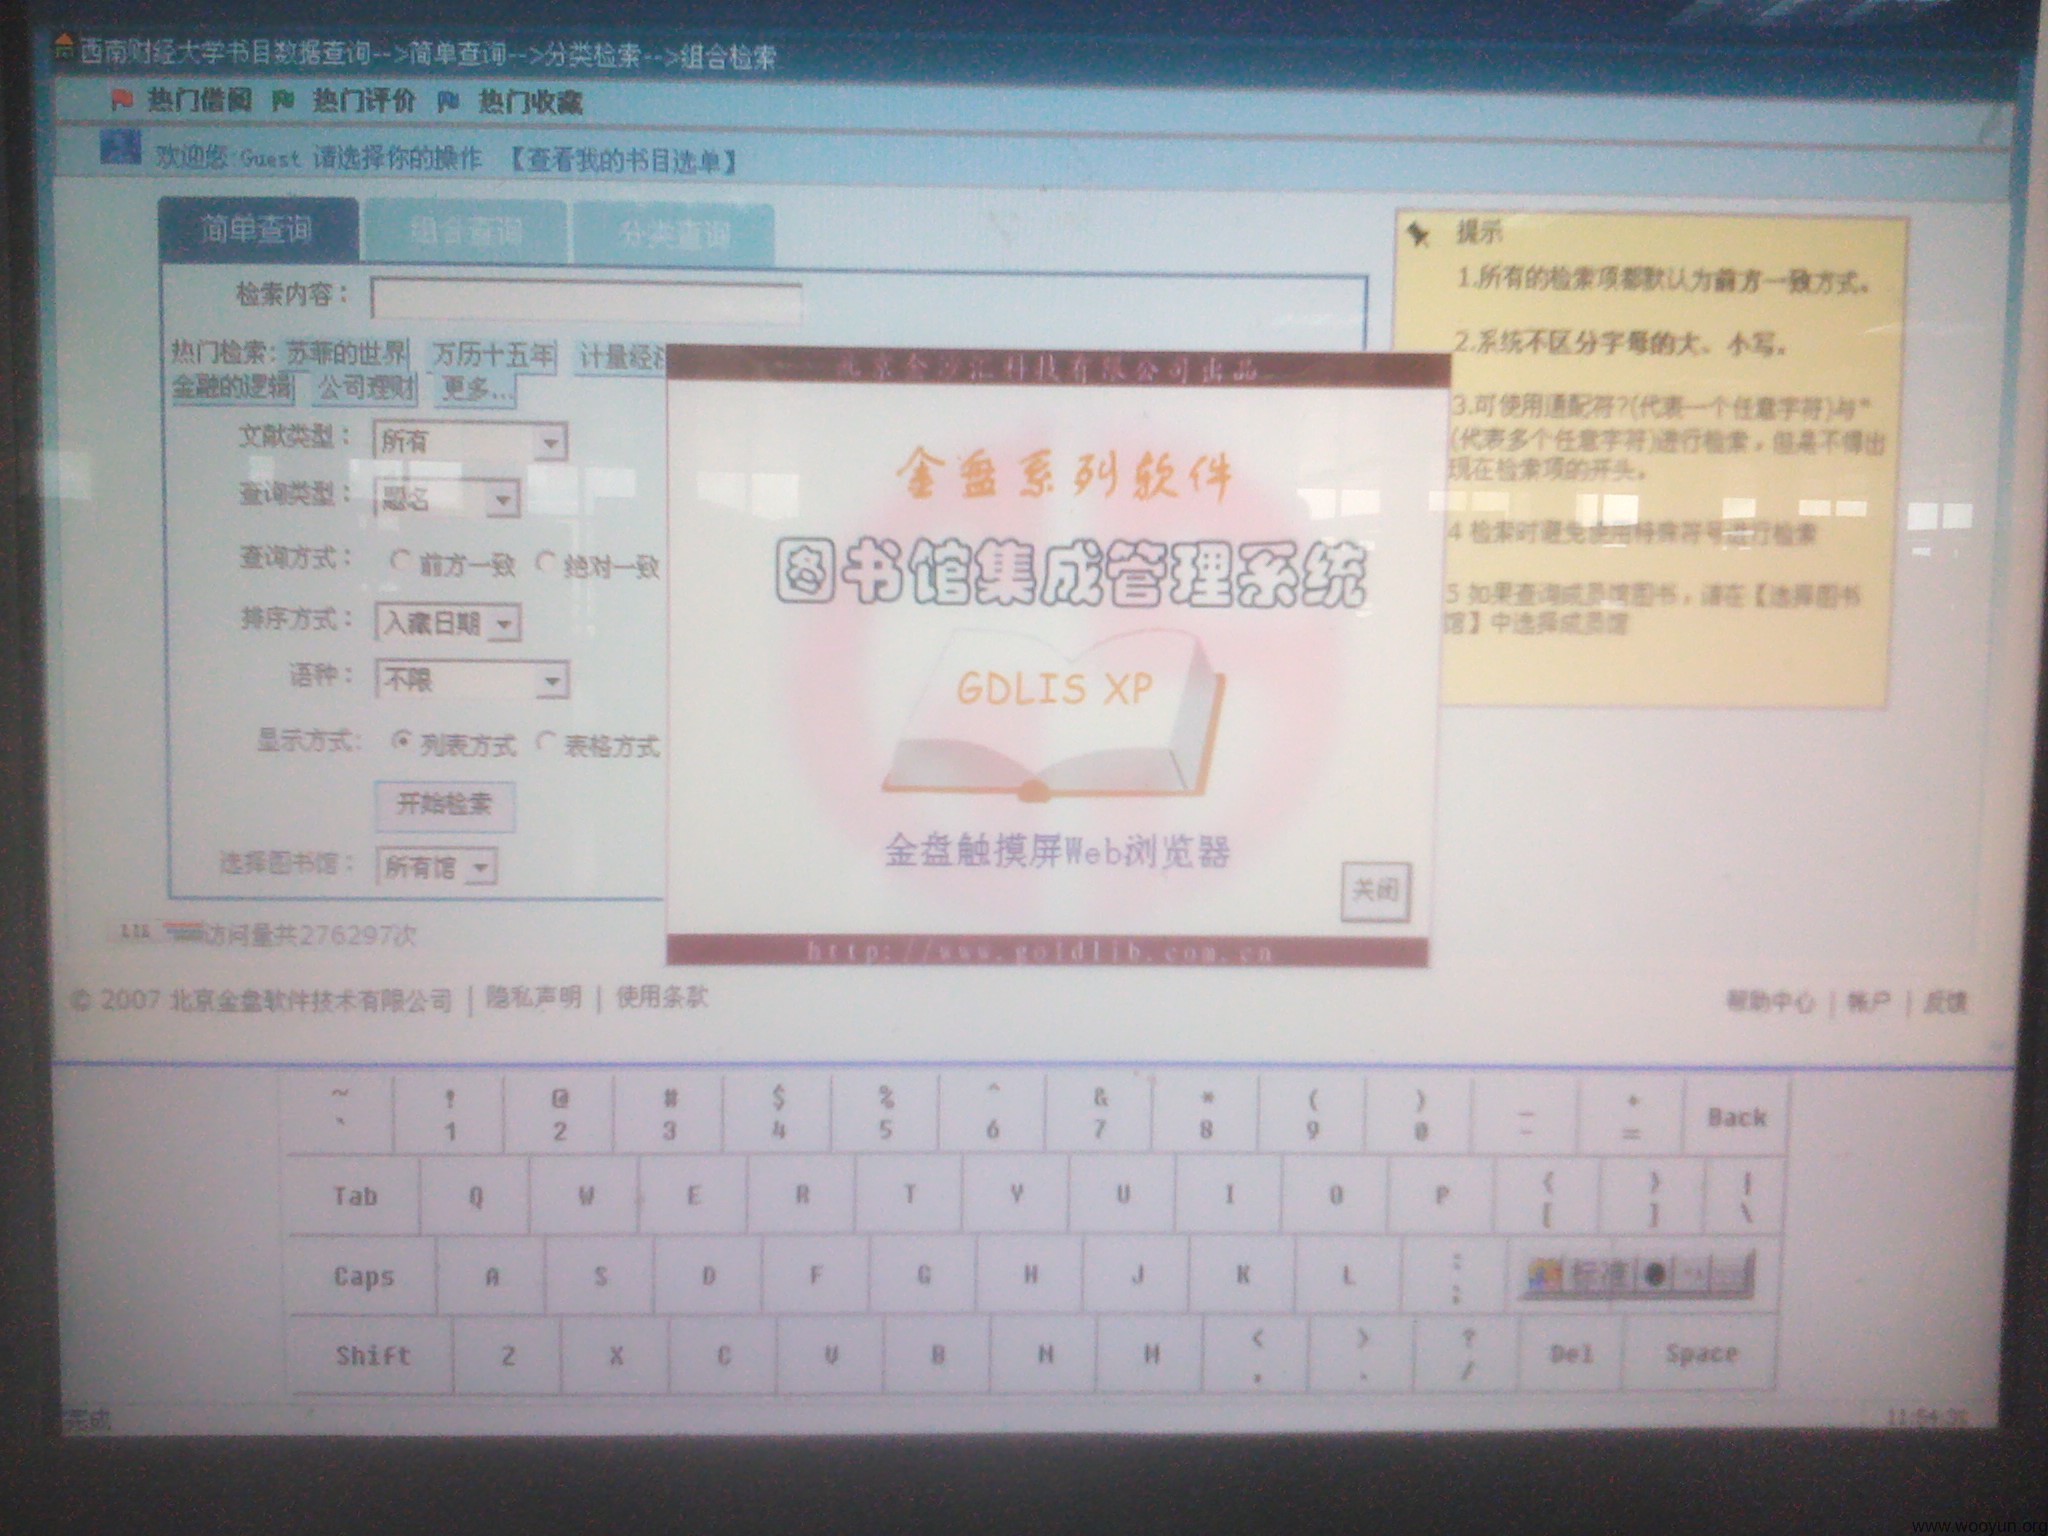 西南财经大学书目数据查询-->简单查询-->分类检索-->组合检索
热门借阅 热门评价 热门收藏
欢迎您:Guest 请选择你的操作 【查看我的书目选单】
简单查询 组合查询 分类查询
检索内容：
热门检索: 苏菲的世界 万历十五年 计量经济
金融的逻辑 公司理财 更多...
文献类型： 所有
查询类型： 题名
查询方式： 前方一致 绝对一致
排序方式： 入藏日期
语种： 不限
显示方式: 列表方式 表格方式
开始检索
选择图书馆： 所有馆
访问量共276297次
提示
1.所有的检索项都默认为前方一致方式。
2.系统不区分字母的大、小写。
3.可使用通配符?(代表一个任意字符)与*
(代表多个任意字符)进行检索，但是不得出
现在检索项的开头。
4 检索时避免使用特殊符号进行检索
5 如果查询成员馆图书，请在【选择图书
馆】中选择成员馆
北京金沙汇科技有限公司出品
金盘系列软件
图书馆集成管理系统
GDLIS XP
金盘触摸屏Web浏览器
关闭
http://www.goldlib.com.cn
© 2007 北京金盘软件技术有限公司 | 隐私声明 | 使用条款
帮助中心 | 帐户 | 反馈
~ ! @ # $ % ^ & * ( ) _ +
` 1 2 3 4 5 6 7 8 9 0 - = Back
Tab Q W E R T Y U I O P { } |
[ ] \
Caps A S D F G H J K L : ;
标准
Shift Z X C V B N M < > ?
, . / Del Space
完成
www.wooyun.org